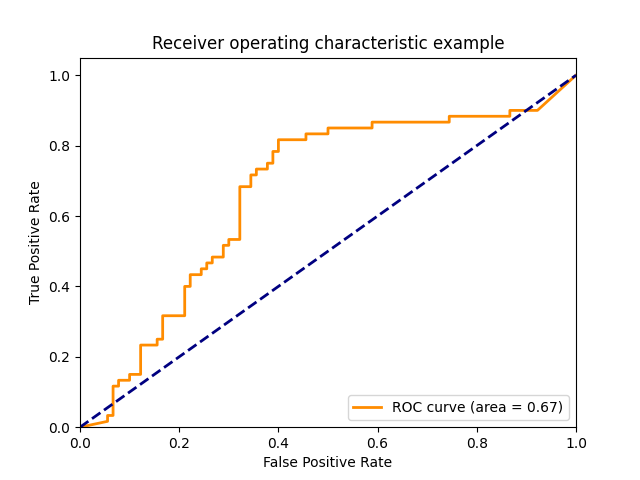 Receiver operating characteristic example
1.0
0.8
0.6
0.4
0.2
0.0
True Positive Rate
ROC curve (area = 0.67)
0.0 0.2 0.4 0.6 0.8 1.0
False Positive Rate